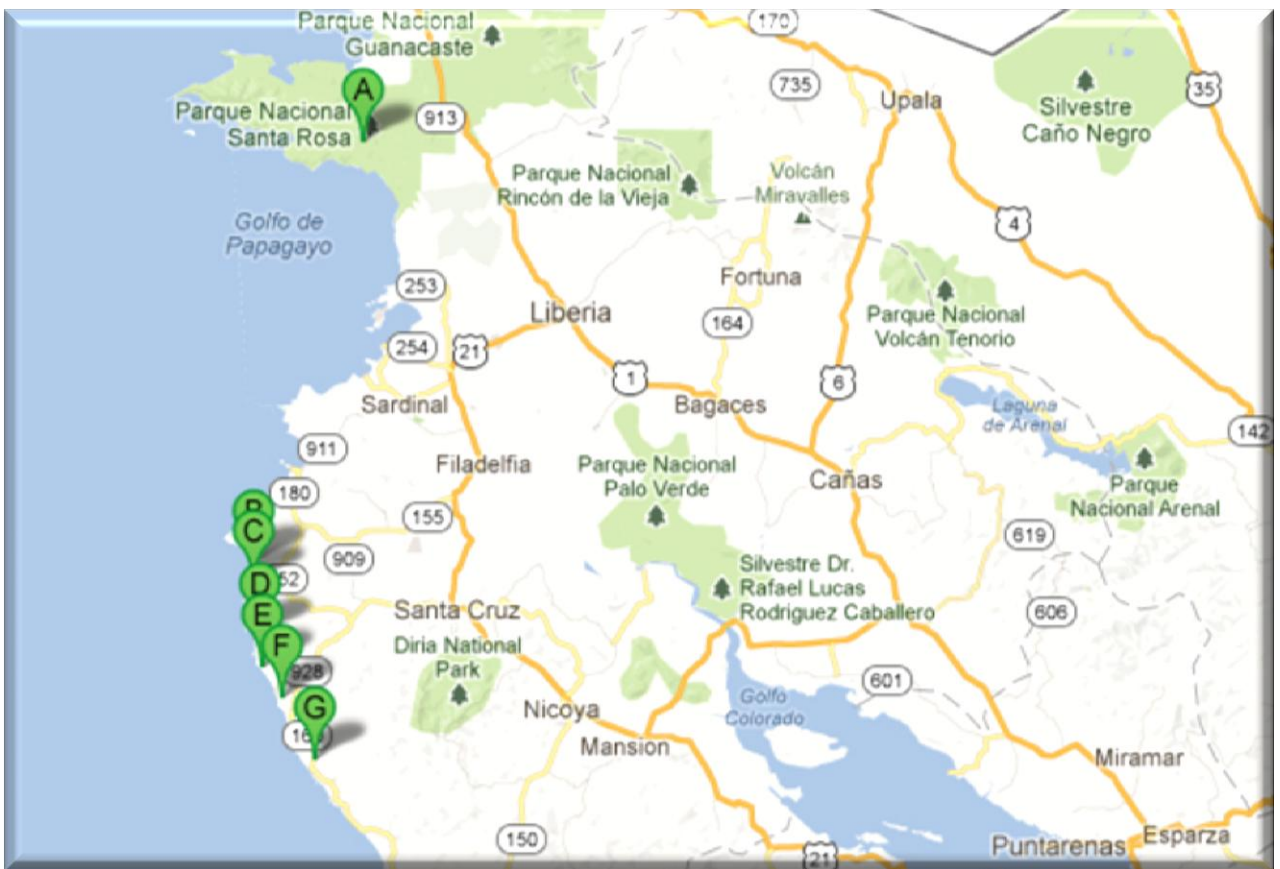 Parque Nacional
Guanacaste
170
735
35
Upala
A
Parque Nacional
Santa Rosa
913
Silvestre
Caño Negro
Parque Nacional
Rincón de la Vieja
Volcán
Miravalles
Golfo de
Papagayo
4
253
Fortuna
Liberia
Parque Nacional
Volcán Tenorio
164
254
21
1
6
Sardinal
Bagaces
Laguna
de Arenal
142
911
Filadelfia
Parque Nacional
Palo Verde
Cañas
Parque
Nacional Arenal
180
B
C
155
619
909
Silvestre Dr.
Rafael Lucas
Rodriguez Caballero
D
52
E
Santa Cruz
606
F
Diria National
Park
928
601
G
Nicoya
Golfo
Colorado
Mansion
Miramar
150
Puntarenas
Esparza
21